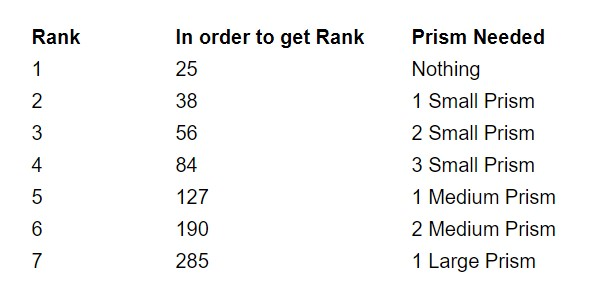 Rank In order to get Rank Prism Needed
1 25 Nothing
2 38 1 Small Prism
3 56 2 Small Prism
4 84 3 Small Prism
5 127 1 Medium Prism
6 190 2 Medium Prism
7 285 1 Large Prism